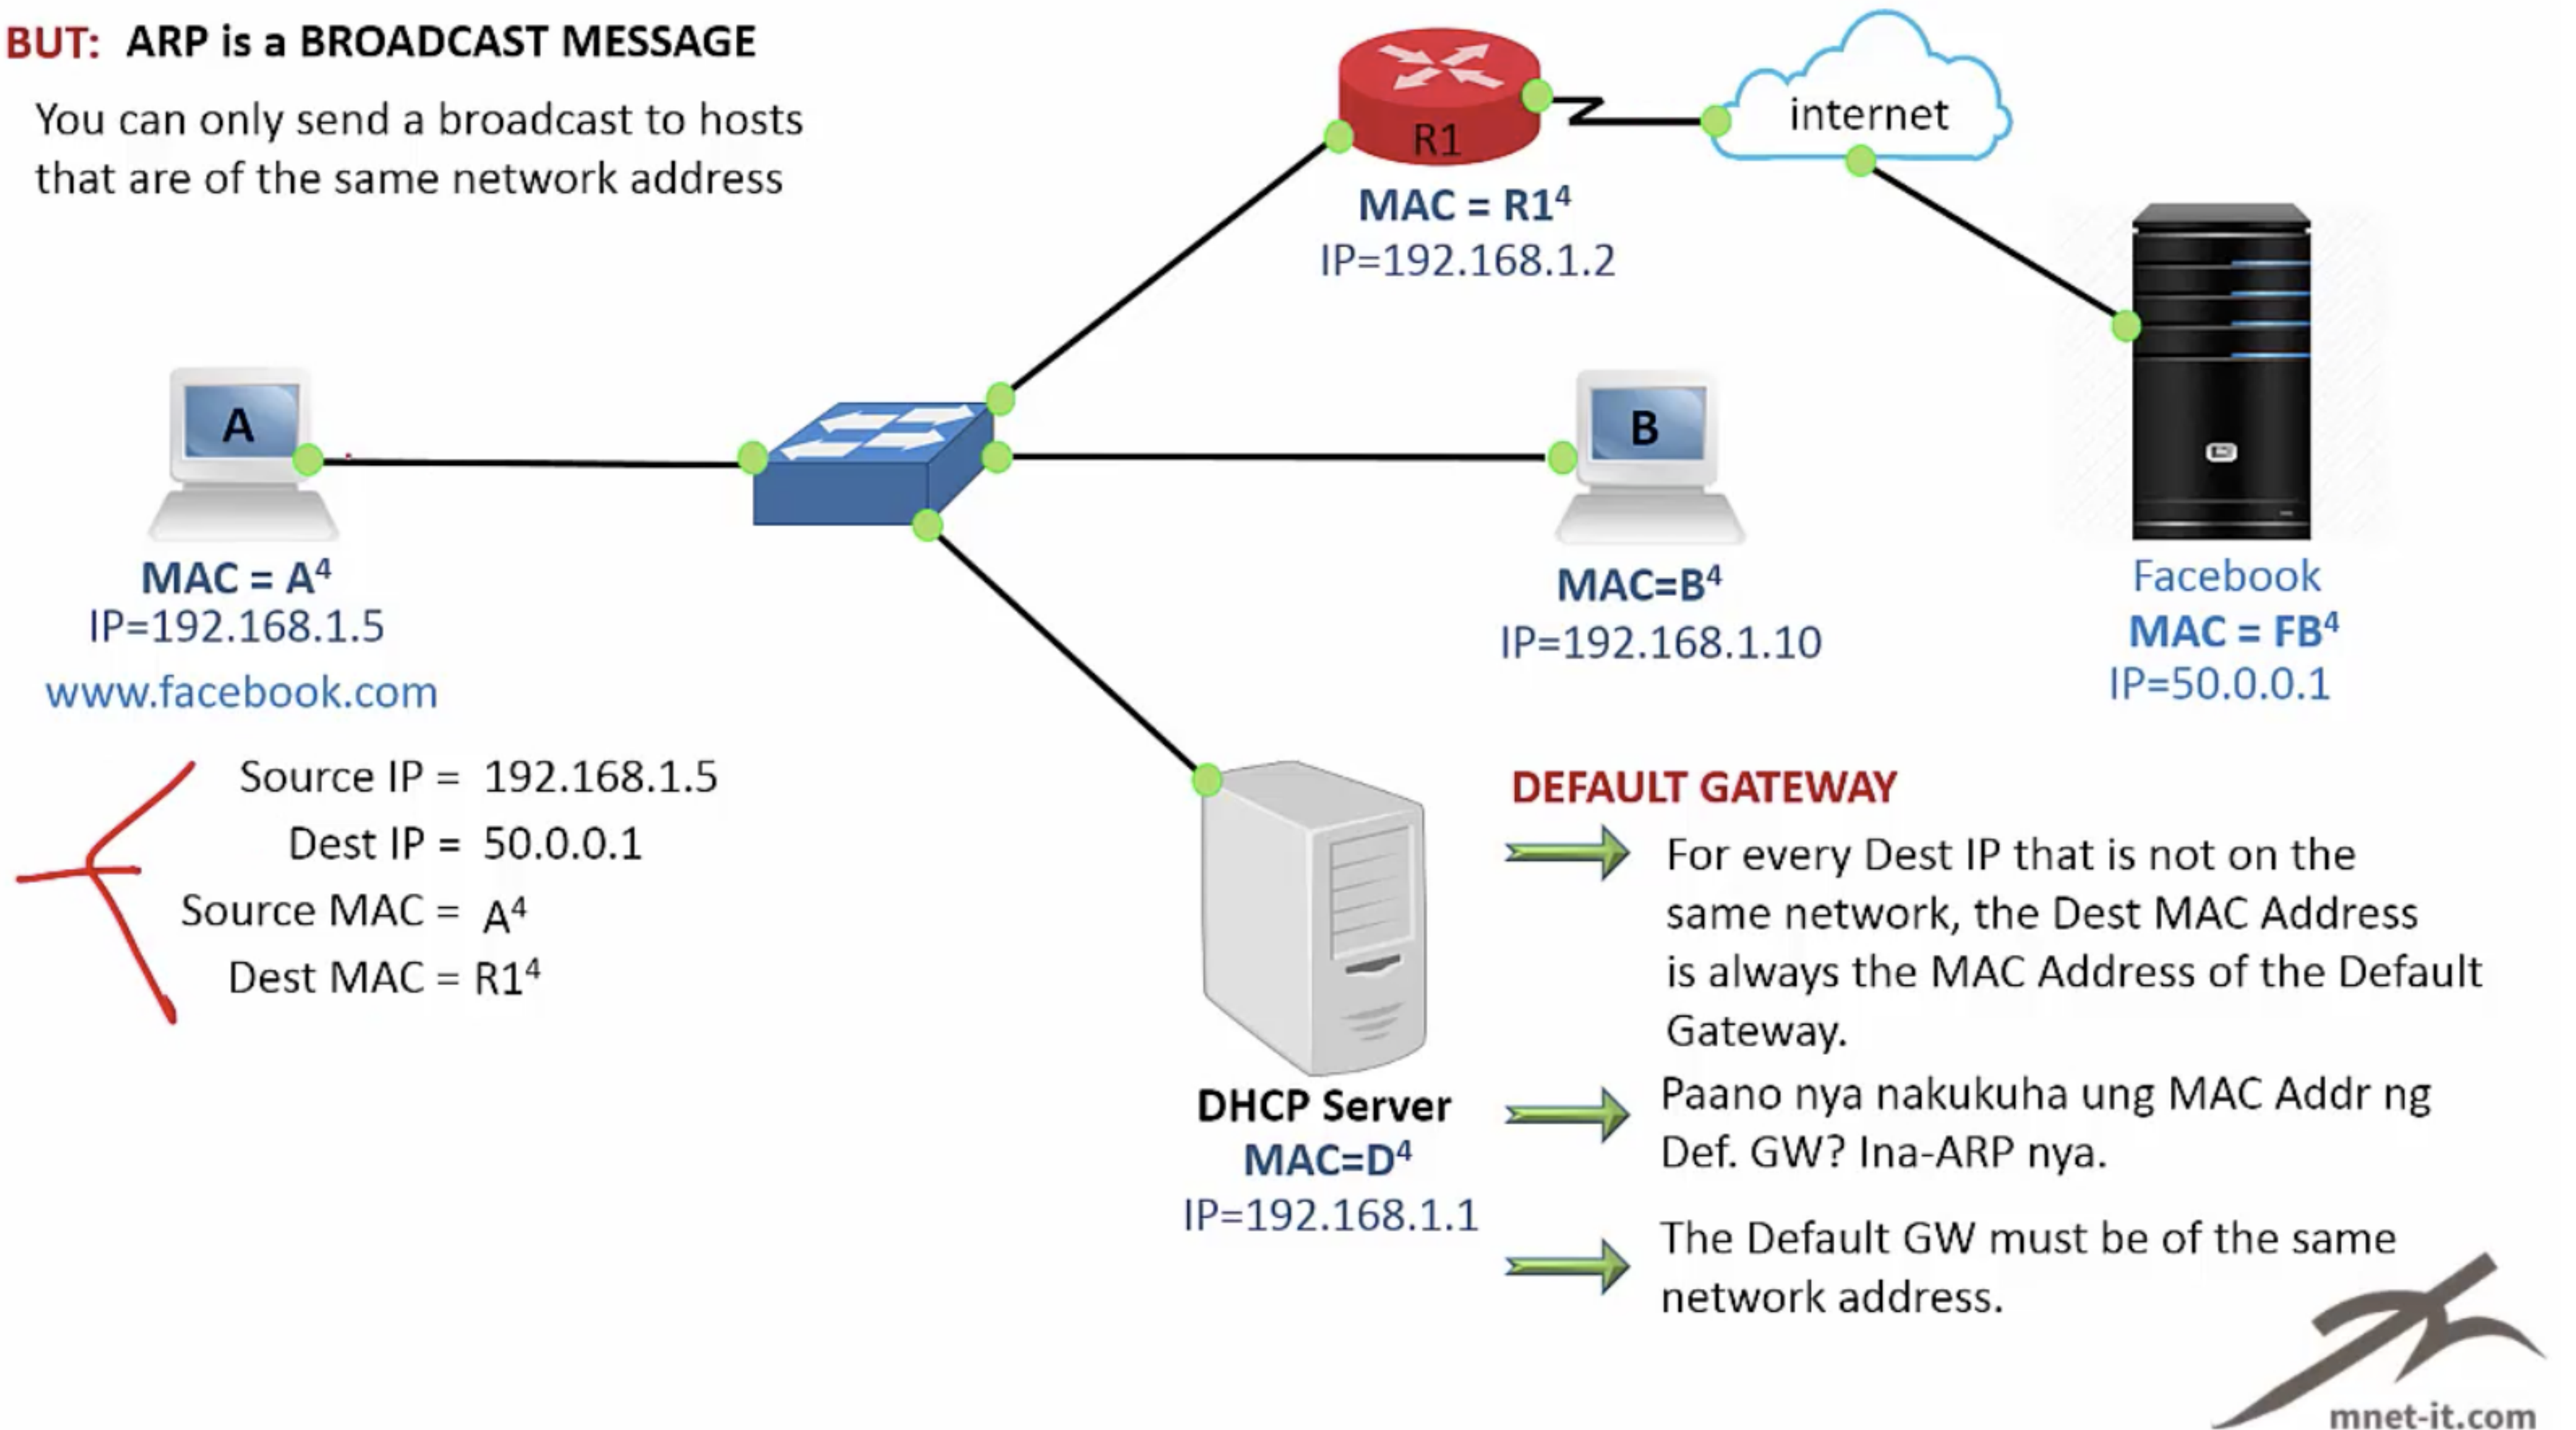 BUT: ARP is a BROADCAST MESSAGE
You can only send a broadcast to hosts
that are of the same network address
R1
MAC = R1⁴
IP=192.168.1.2
internet
A
MAC = A⁴
IP=192.168.1.5
www.facebook.com
B
MAC=B⁴
IP=192.168.1.10
Facebook
MAC = FB⁴
IP=50.0.0.1
Source IP = 192.168.1.5
Dest IP = 50.0.0.1
Source MAC = A⁴
Dest MAC = R1⁴
DHCP Server
MAC=D⁴
IP=192.168.1.1
DEFAULT GATEWAY
For every Dest IP that is not on the
same network, the Dest MAC Address
is always the MAC Address of the Default
Gateway.
Paano nya nakukuha ung MAC Addr ng
Def. GW? Ina-ARP nya.
The Default GW must be of the same
network address.
mnet-it.com